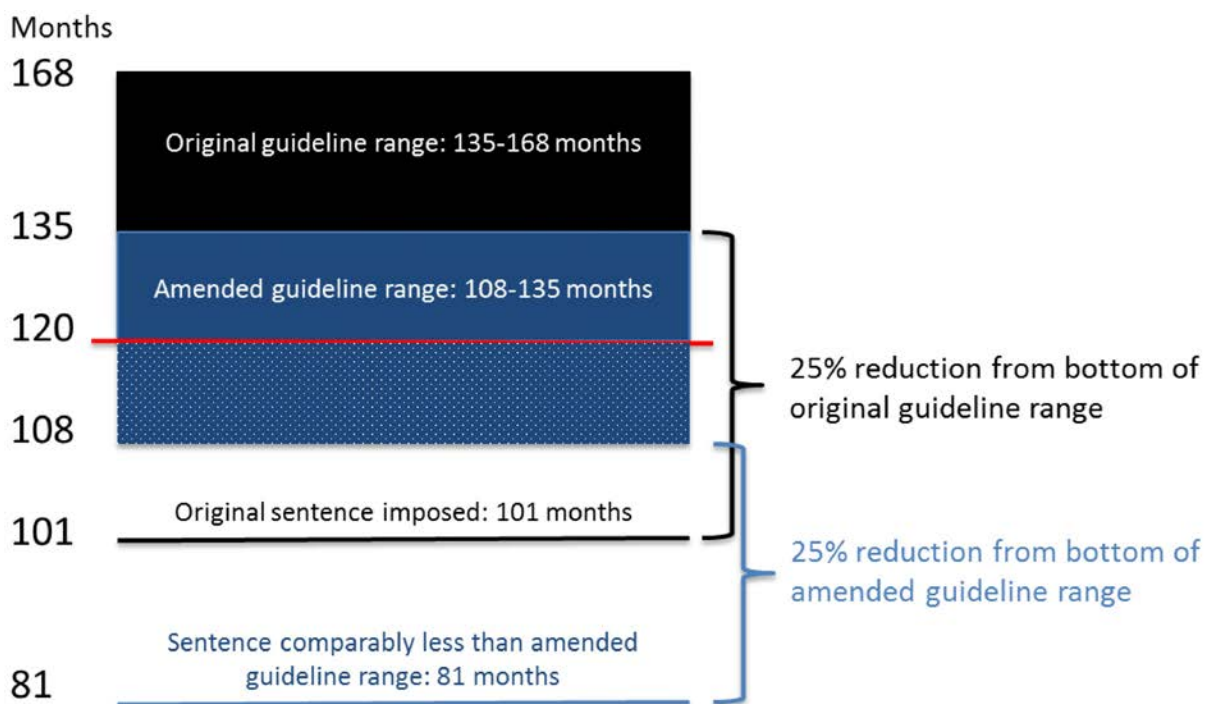 Months
168
Original guideline range: 135-168 months
135
Amended guideline range: 108-135 months
120
25% reduction from bottom of
original guideline range
108
Original sentence imposed: 101 months
101
25% reduction from bottom of
amended guideline range
Sentence comparably less than amended
guideline range: 81 months
81